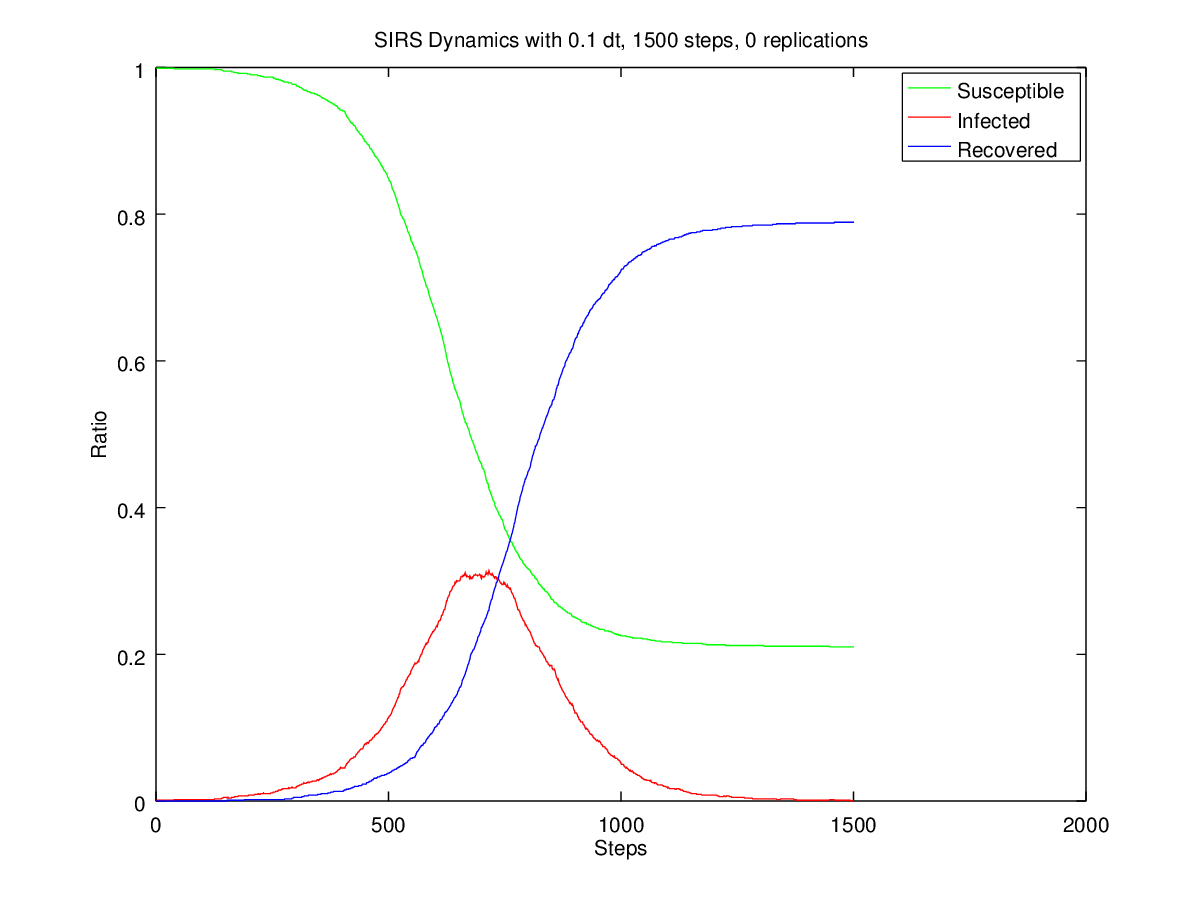 SIRS Dynamics with 0.1 dt, 1500 steps, 0 replications
Susceptible
Infected
Recovered
1
0.8
0.6
0.4
0.2
0
Ratio
0
500
1000
1500
2000
Steps